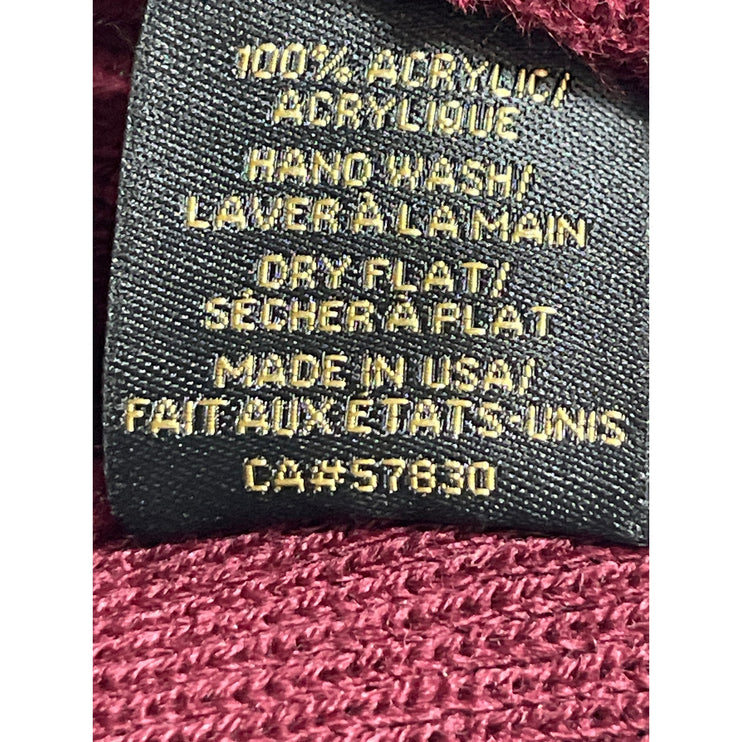 100% ACRYLIC/
ACRYLIQUE
HAND WASH/
LAVER À LA MAIN
DRY FLAT/
SÉCHER À PLAT
MADE IN USA/
FAIT AUX ÉTATS-UNIS
CA#57830